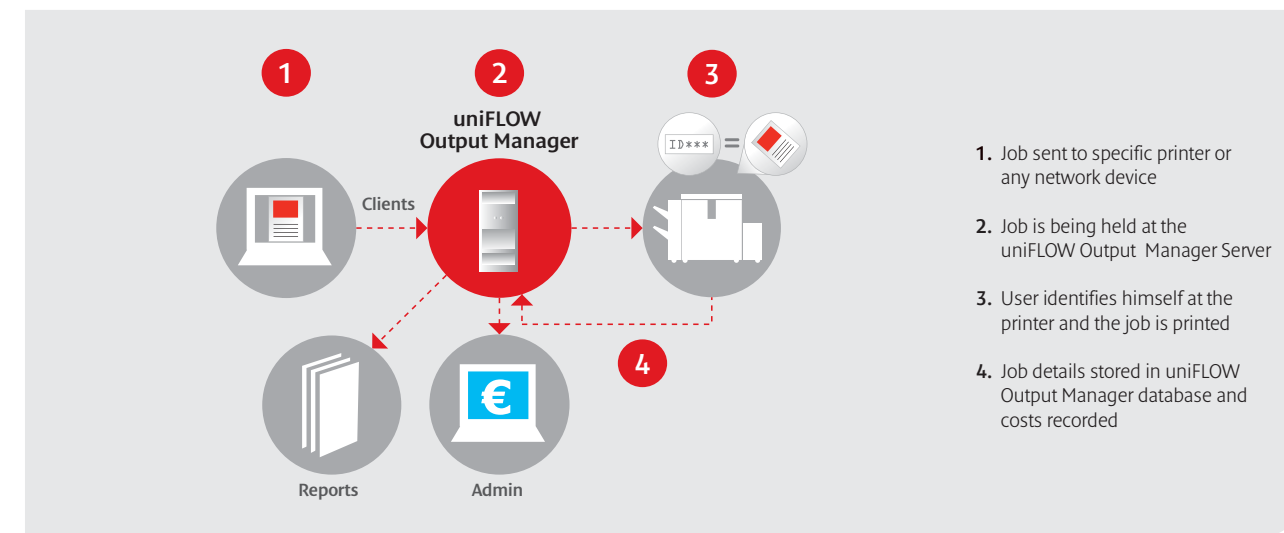 1
2
3
uniFLOW
Output Manager
ID***
=
Clients
4
€
Reports
Admin
1. Job sent to specific printer or
any network device
2. Job is being held at the
uniFLOW Output Manager Server
3. User identifies himself at the
printer and the job is printed
4. Job details stored in uniFLOW
Output Manager database and
costs recorded